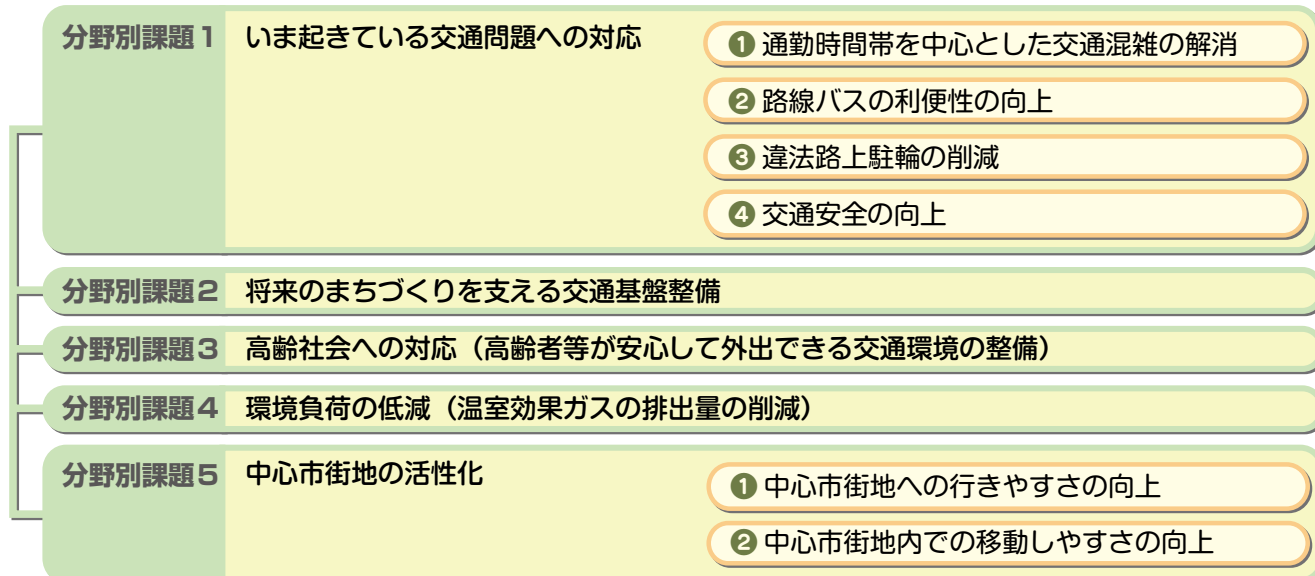 分野別課題1 いま起きている交通問題への対応
❶ 通勤時間帯を中心とした交通混雑の解消
❷ 路線バスの利便性の向上
❸ 違法路上駐輪の削減
❹ 交通安全の向上
分野別課題2 将来のまちづくりを支える交通基盤整備
分野別課題3 高齢社会への対応（高齢者等が安心して外出できる交通環境の整備）
分野別課題4 環境負荷の低減（温室効果ガスの排出量の削減）
分野別課題5 中心市街地の活性化
❶ 中心市街地への行きやすさの向上
❷ 中心市街地内での移動しやすさの向上